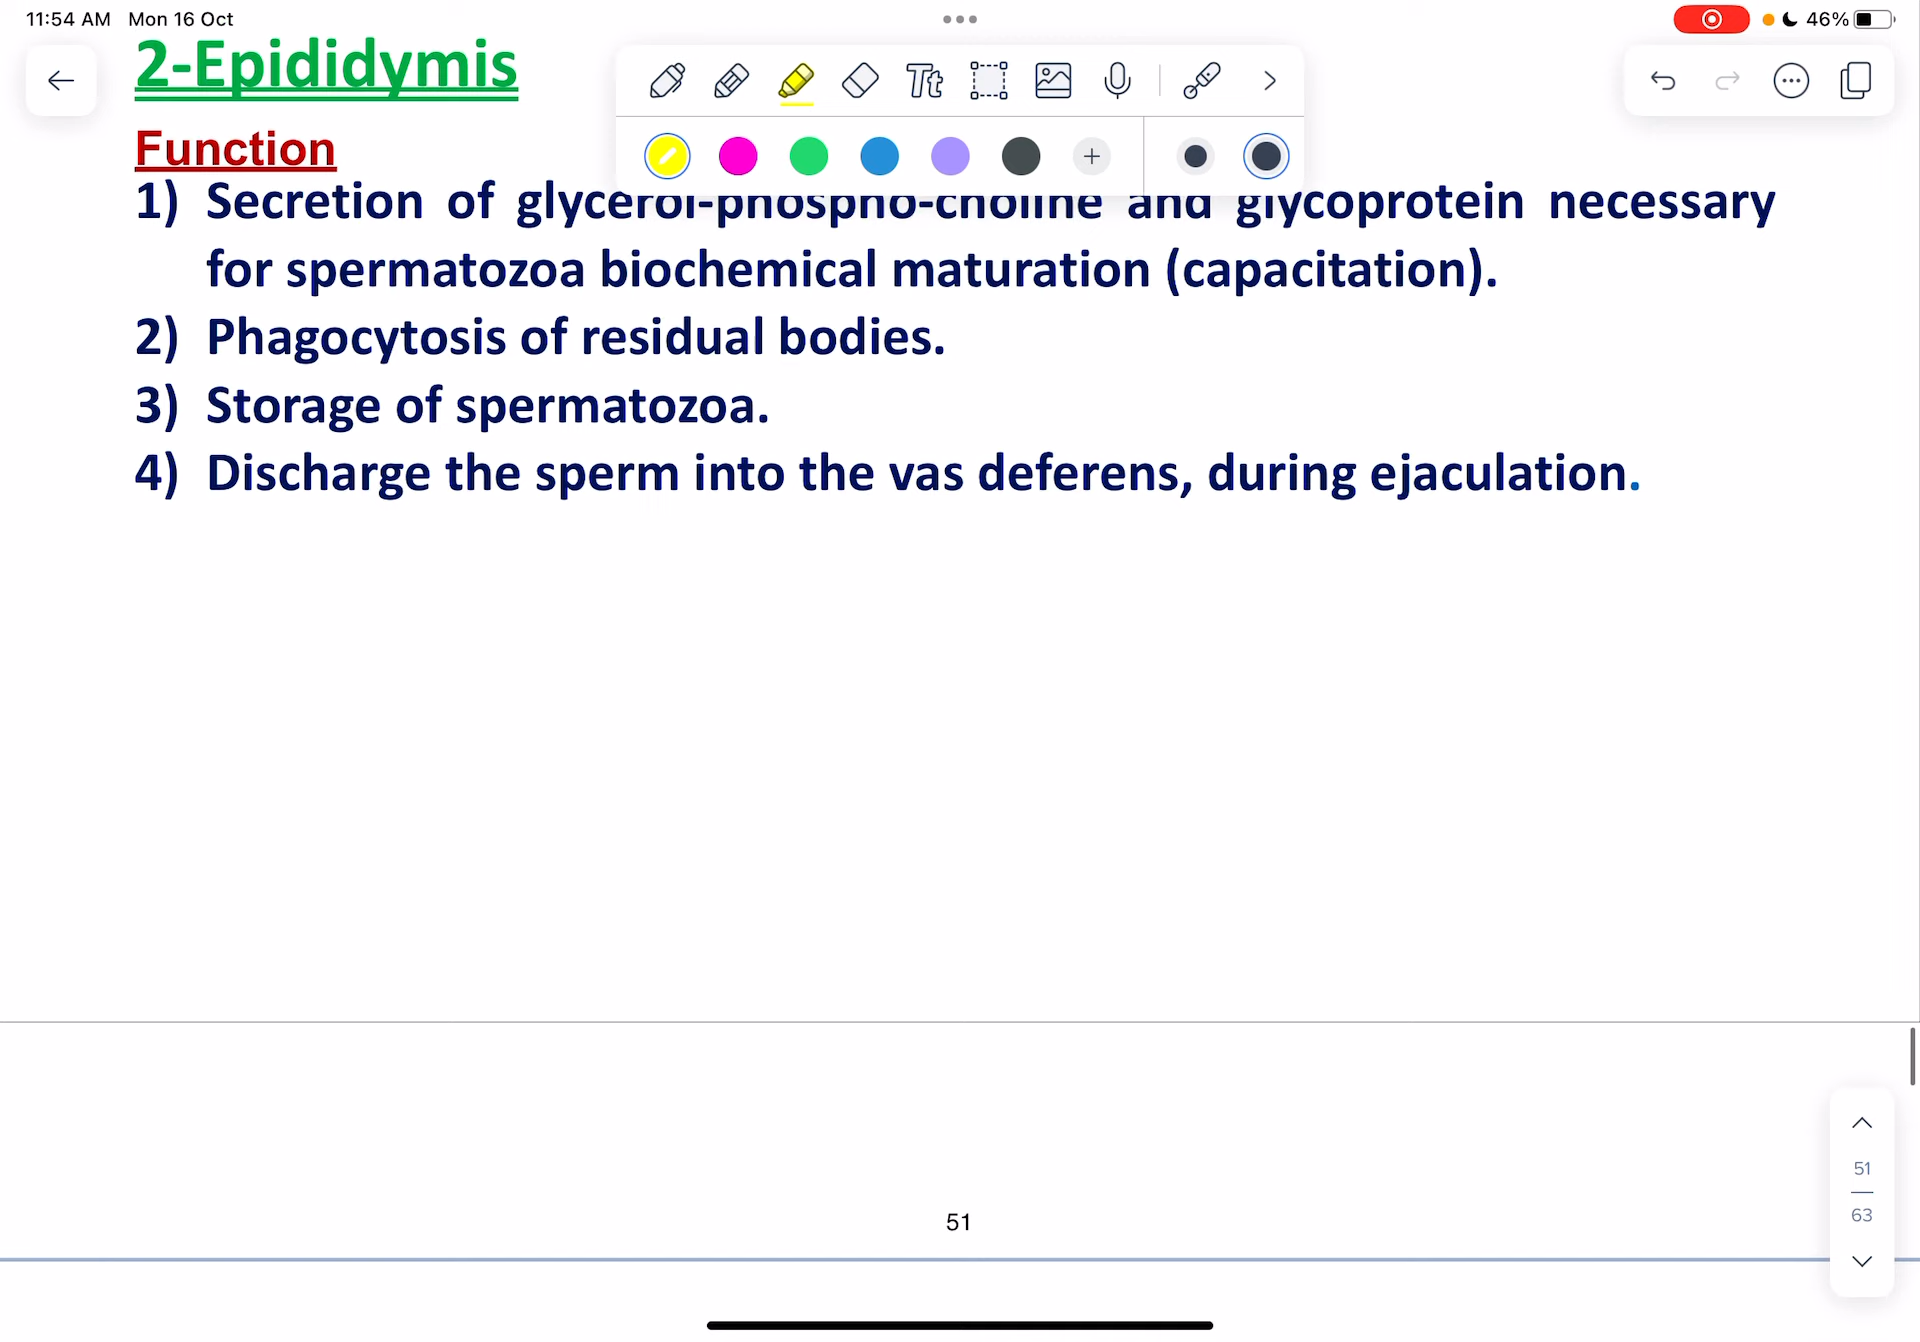 11:54 AM Mon 16 Oct
46%
2-Epididymis
Tt
Function
1) Secretion of glycerol-phospho-choline and glycoprotein necessary
for spermatozoa biochemical maturation (capacitation).
2) Phagocytosis of residual bodies.
3) Storage of spermatozoa.
4) Discharge the sperm into the vas deferens, during ejaculation.
51
63
51